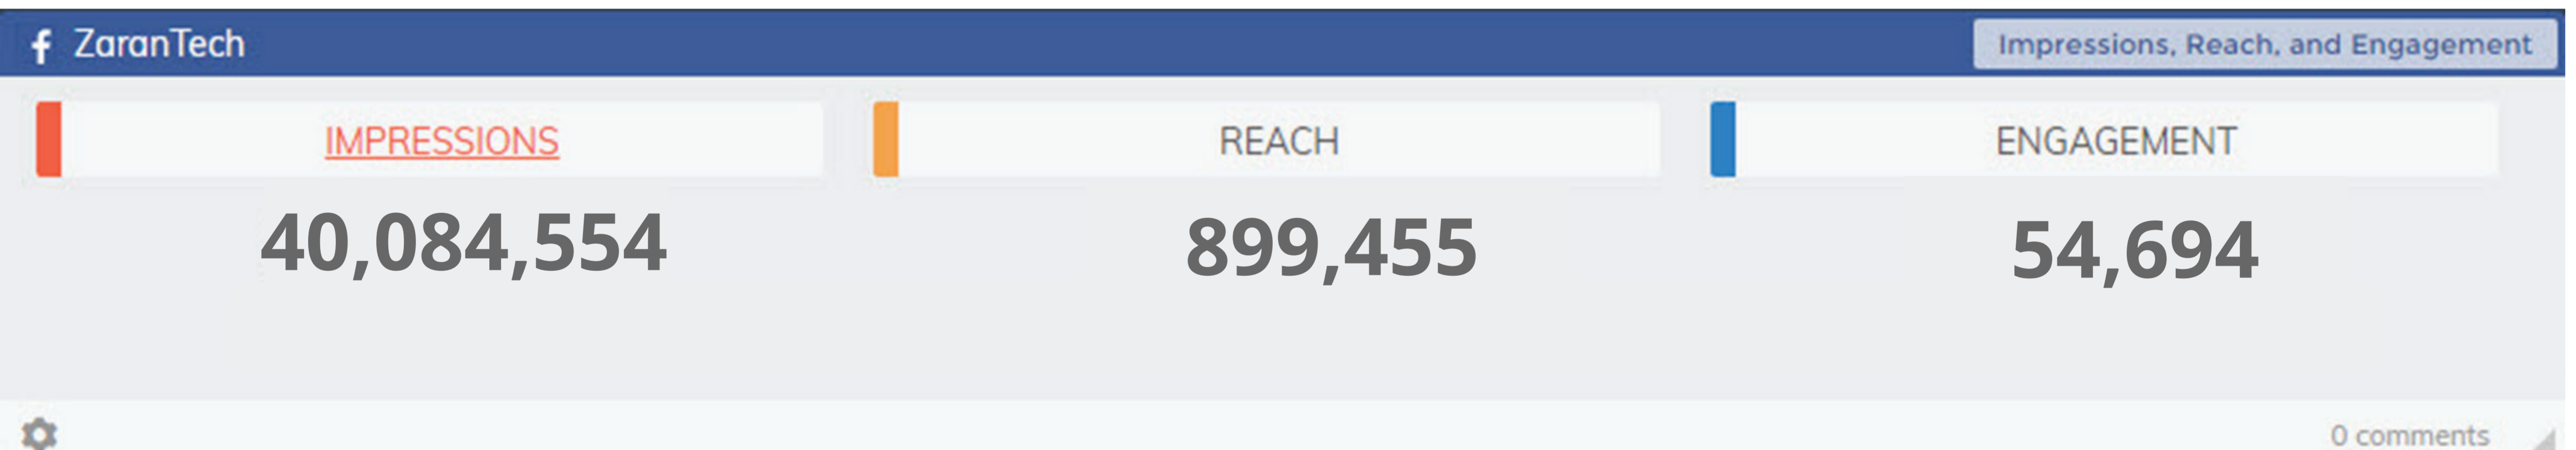 ZaranTech
Impressions, Reach, and Engagement
IMPRESSIONS
REACH
ENGAGEMENT
40,084,554
899,455
54,694
0 comments